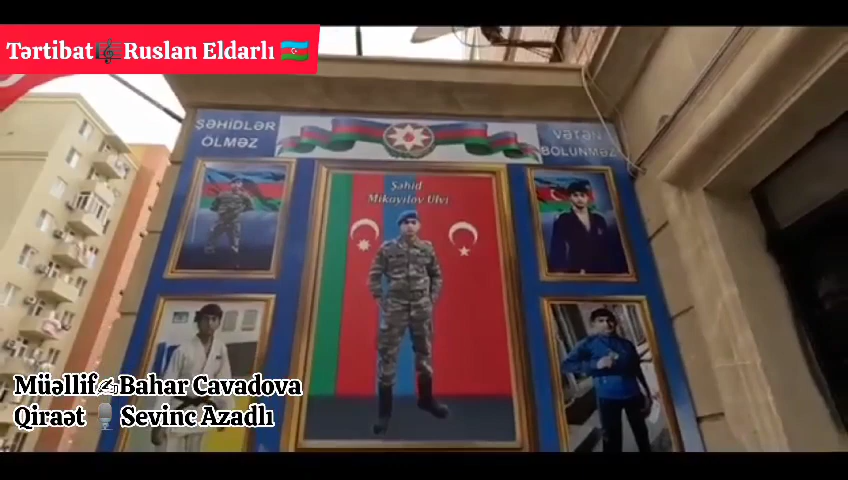 Tərtibat🎼Ruslan Eldarlı 🇦🇿
ŞƏHİDLƏR
ÖLMƏZ
VƏTƏN
BÖLÜNMƏZ
Şəhid
Mikayılov Ulvi
Müəllif✍Bahar Cavadova
Qiraət 🎙Sevinc Azadlı